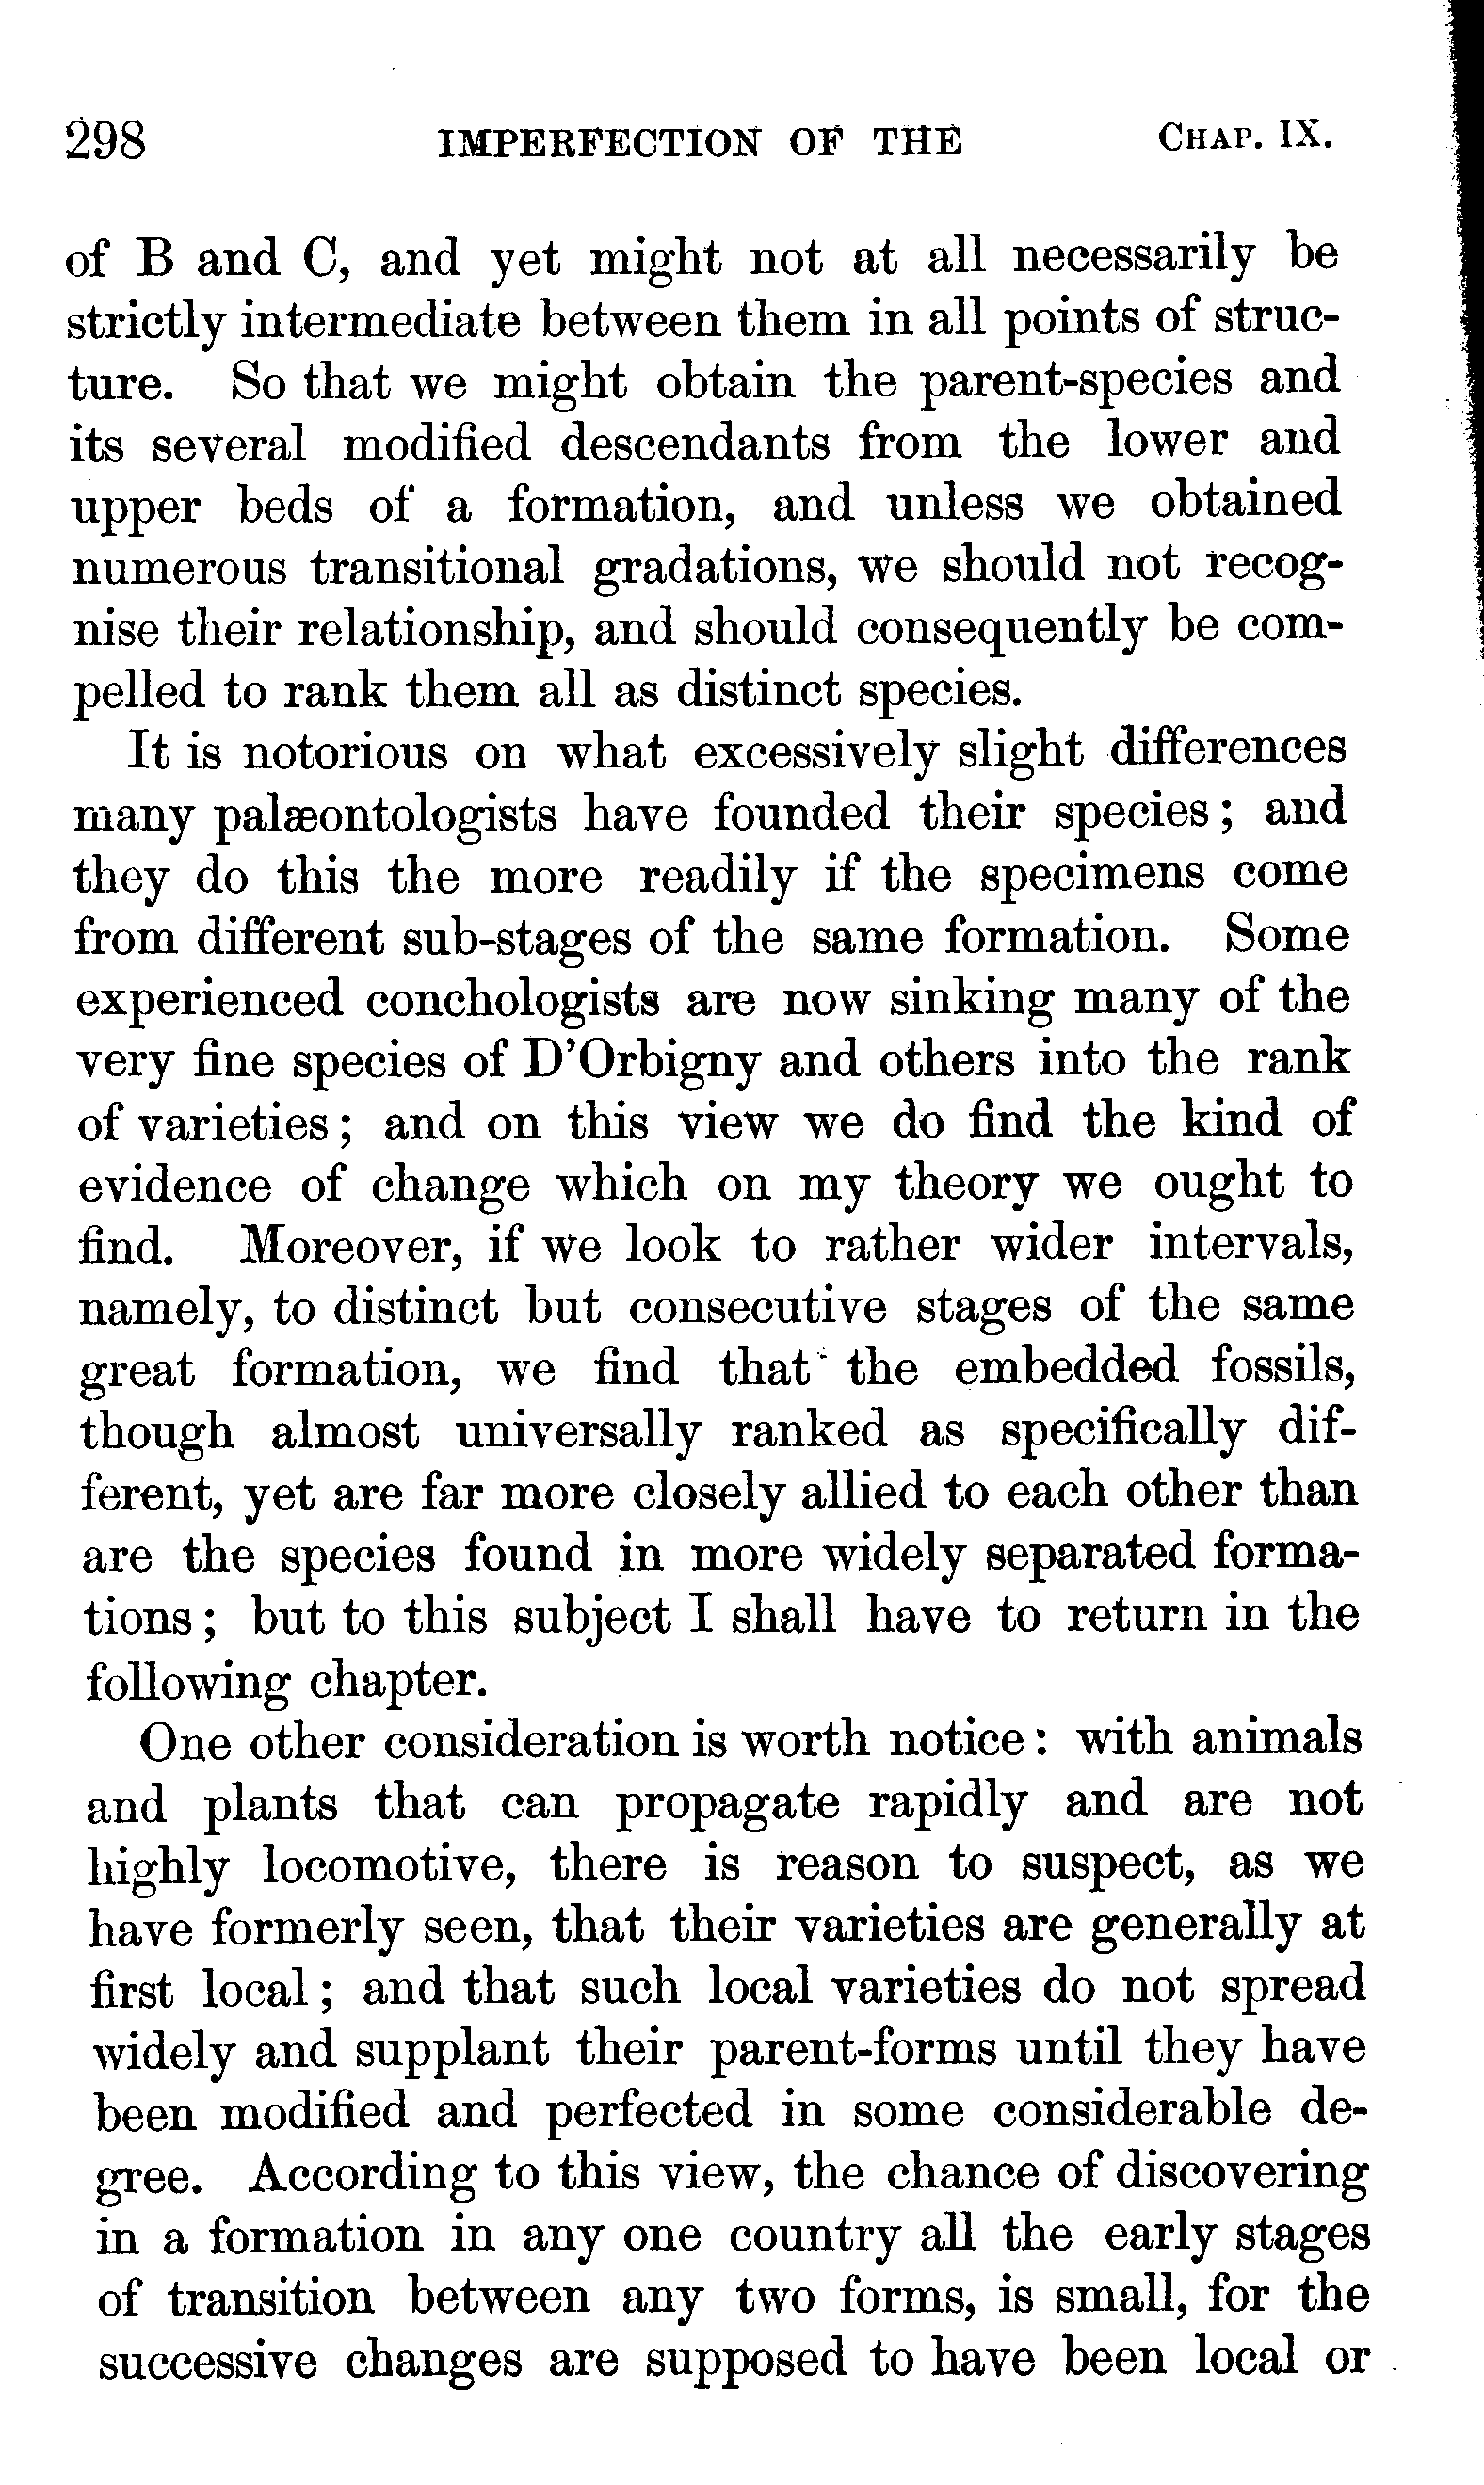 298 IMPERFECTION OF THE CHAP. IX.
of B and C, and yet might not at all necessarily be
strictly intermediate between them in all points of struc-
ture. So that we might obtain the parent-species and
its several modified descendants from the lower and
upper beds of a formation, and unless we obtained
numerous transitional gradations, we should not recog-
nise their relationship, and should consequently be com-
pelled to rank them all as distinct species.
It is notorious on what excessively slight differences
many palæontologists have founded their species; and
they do this the more readily if the specimens come
from different sub-stages of the same formation. Some
experienced conchologists are now sinking many of the
very fine species of D'Orbigny and others into the rank
of varieties; and on this view we do find the kind of
evidence of change which on my theory we ought to
find. Moreover, if we look to rather wider intervals,
namely, to distinct but consecutive stages of the same
great formation, we find that the embedded fossils,
though almost universally ranked as specifically dif-
ferent, yet are far more closely allied to each other than
are the species found in more widely separated forma-
tions; but to this subject I shall have to return in the
following chapter.
One other consideration is worth notice: with animals
and plants that can propagate rapidly and are not
highly locomotive, there is reason to suspect, as we
have formerly seen, that their varieties are generally at
first local; and that such local varieties do not spread
widely and supplant their parent-forms until they have
been modified and perfected in some considerable de-
gree. According to this view, the chance of discovering
in a formation in any one country all the early stages
of transition between any two forms, is small, for the
successive changes are supposed to have been local or